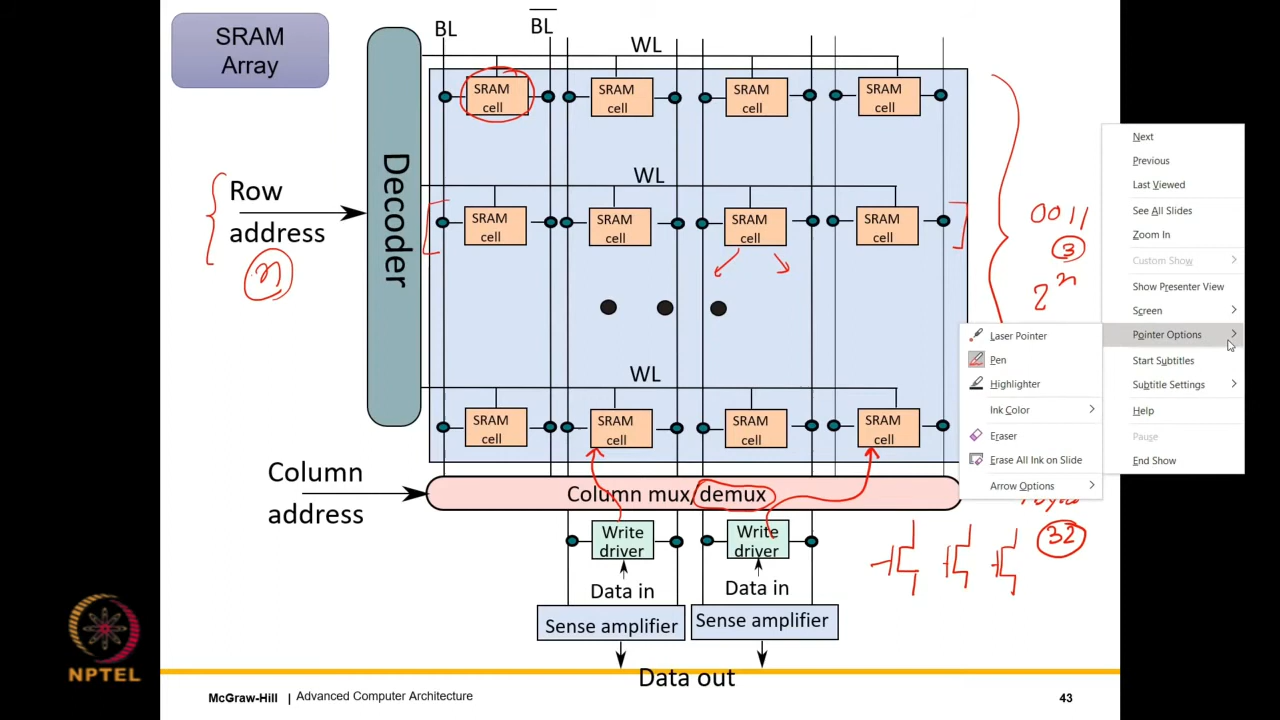 SRAM
Array
BL
BL
WL
SRAM
cell
SRAM
cell
SRAM
cell
SRAM
cell
Decoder
Row
address
n
WL
SRAM
cell
SRAM
cell
SRAM
cell
SRAM
cell
0011
3
2^n
WL
SRAM
cell
SRAM
cell
SRAM
cell
SRAM
cell
Column
address
Column mux/demux
Write
driver
Write
driver
32
Data in
Data in
Sense amplifier
Sense amplifier
Data out
Next
Previous
Last Viewed
See All Slides
Zoom In
Custom Show
Show Presenter View
Screen
Pointer Options
Start Subtitles
Subtitle Settings
Help
Pause
End Show
Laser Pointer
Pen
Highlighter
Ink Color
Eraser
Erase All Ink on Slide
Arrow Options
NPTEL
McGraw-Hill | Advanced Computer Architecture
43